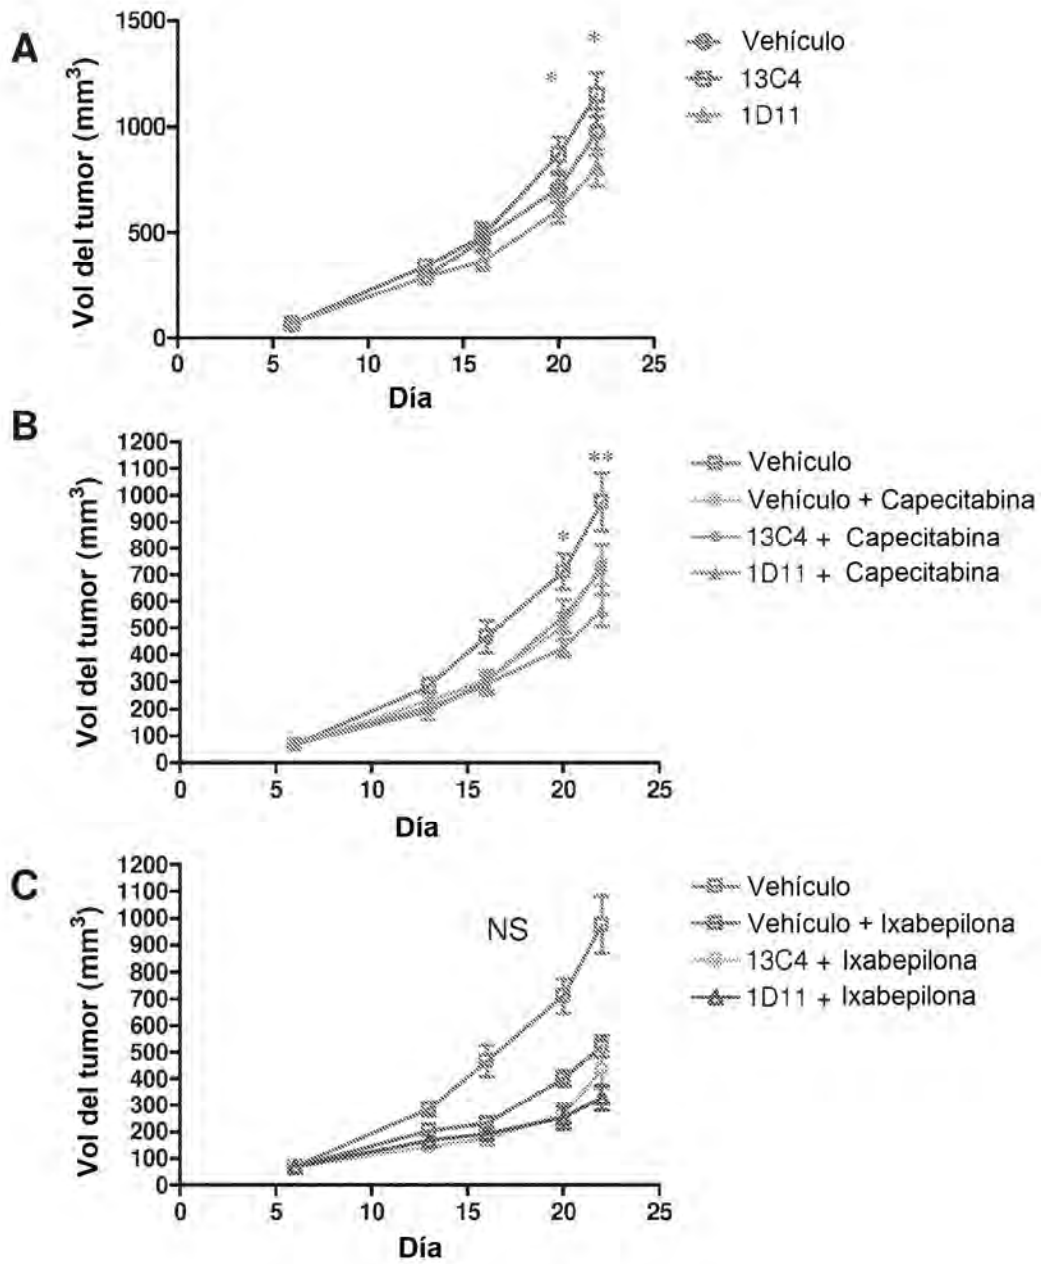 A
Vol del tumor (mm3)
1500
1000
500
0
0 5 10 15 20 25
Día
*
*
Vehículo
13C4
1D11
B
Vol del tumor (mm3)
1200
1100
1000
900
800
700
600
500
400
300
200
100
0
0 5 10 15 20 25
Día
*
**
Vehículo
Vehículo + Capecitabina
13C4 + Capecitabina
1D11 + Capecitabina
C
Vol del tumor (mm3)
1200
1100
1000
900
800
700
600
500
400
300
200
100
0
0 5 10 15 20 25
Día
NS
Vehículo
Vehículo + Ixabepilona
13C4 + Ixabepilona
1D11 + Ixabepilona